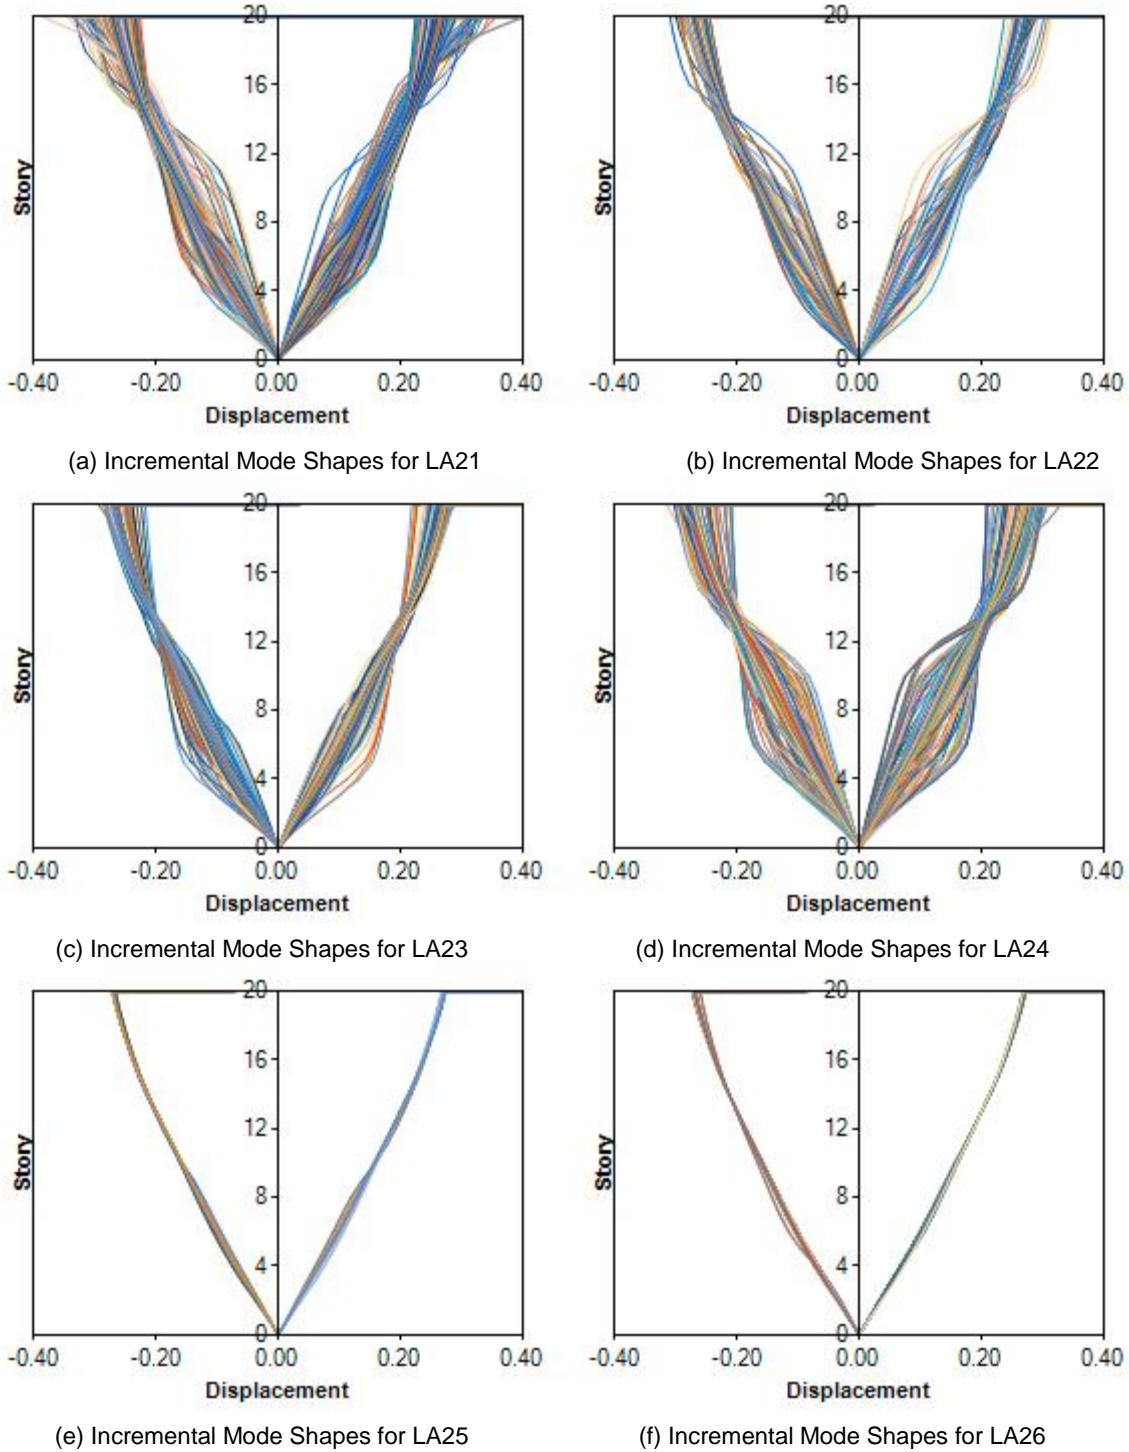 20
16
12
8
4
0
Story
-0.40 -0.20 0.00 0.20 0.40
Displacement
(a) Incremental Mode Shapes for LA21
20
16
12
8
4
0
Story
-0.40 -0.20 0.00 0.20 0.40
Displacement
(b) Incremental Mode Shapes for LA22
20
16
12
8
4
0
Story
-0.40 -0.20 0.00 0.20 0.40
Displacement
(c) Incremental Mode Shapes for LA23
20
16
12
8
4
0
Story
-0.40 -0.20 0.00 0.20 0.40
Displacement
(d) Incremental Mode Shapes for LA24
20
16
12
8
4
0
Story
-0.40 -0.20 0.00 0.20 0.40
Displacement
(e) Incremental Mode Shapes for LA25
20
16
12
8
4
0
Story
-0.40 -0.20 0.00 0.20 0.40
Displacement
(f) Incremental Mode Shapes for LA26